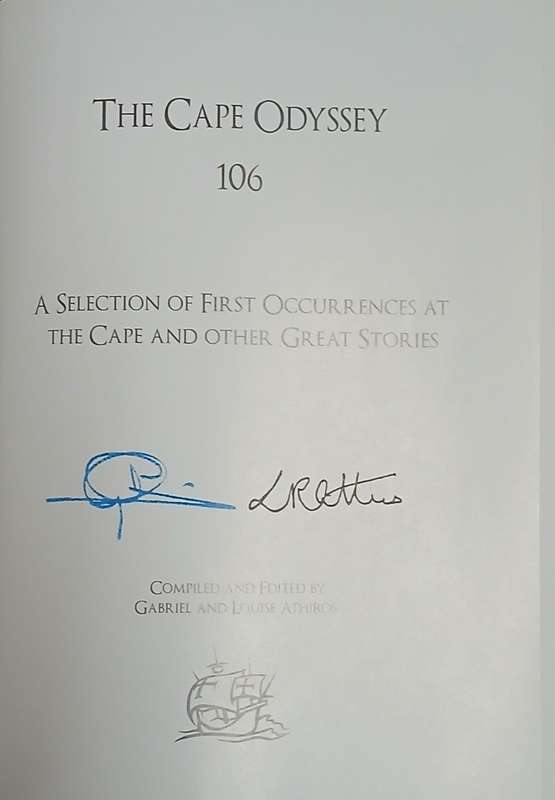 THE CAPE ODYSSEY
106
A SELECTION OF FIRST OCCURRENCES AT
THE CAPE AND OTHER GREAT STORIES
COMPILED AND EDITED BY
GABRIEL AND LOUISE ATHIROS